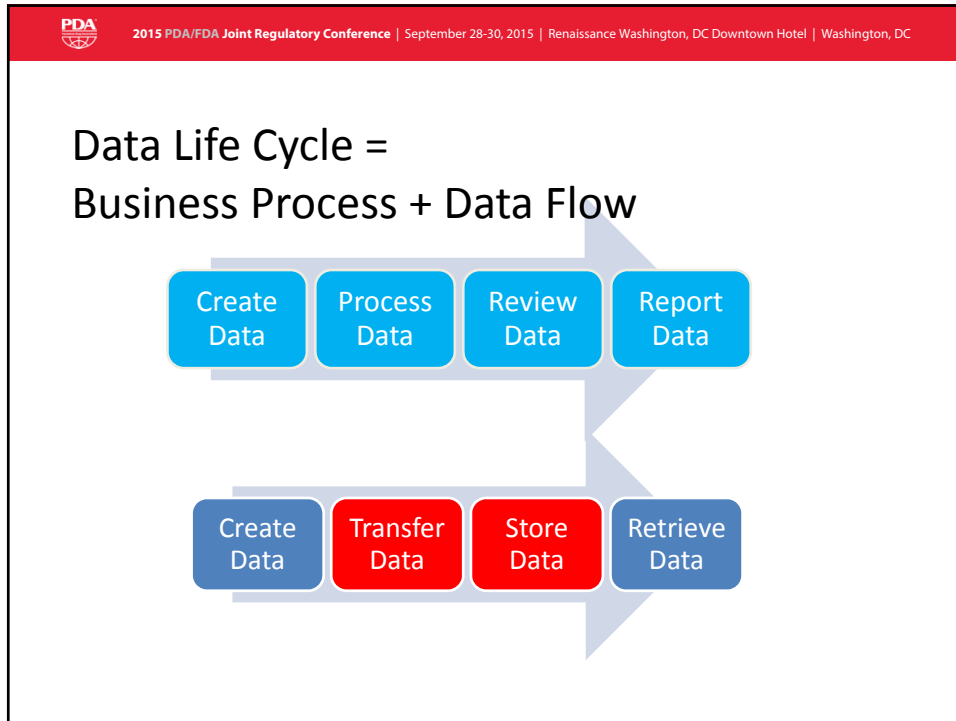 PDA
2015 PDA/FDA Joint Regulatory Conference | September 28-30, 2015 | Renaissance Washington, DC Downtown Hotel | Washington, DC
Data Life Cycle =
Business Process + Data Flow
Create Data
Process Data
Review Data
Report Data
Create Data
Transfer Data
Store Data
Retrieve Data